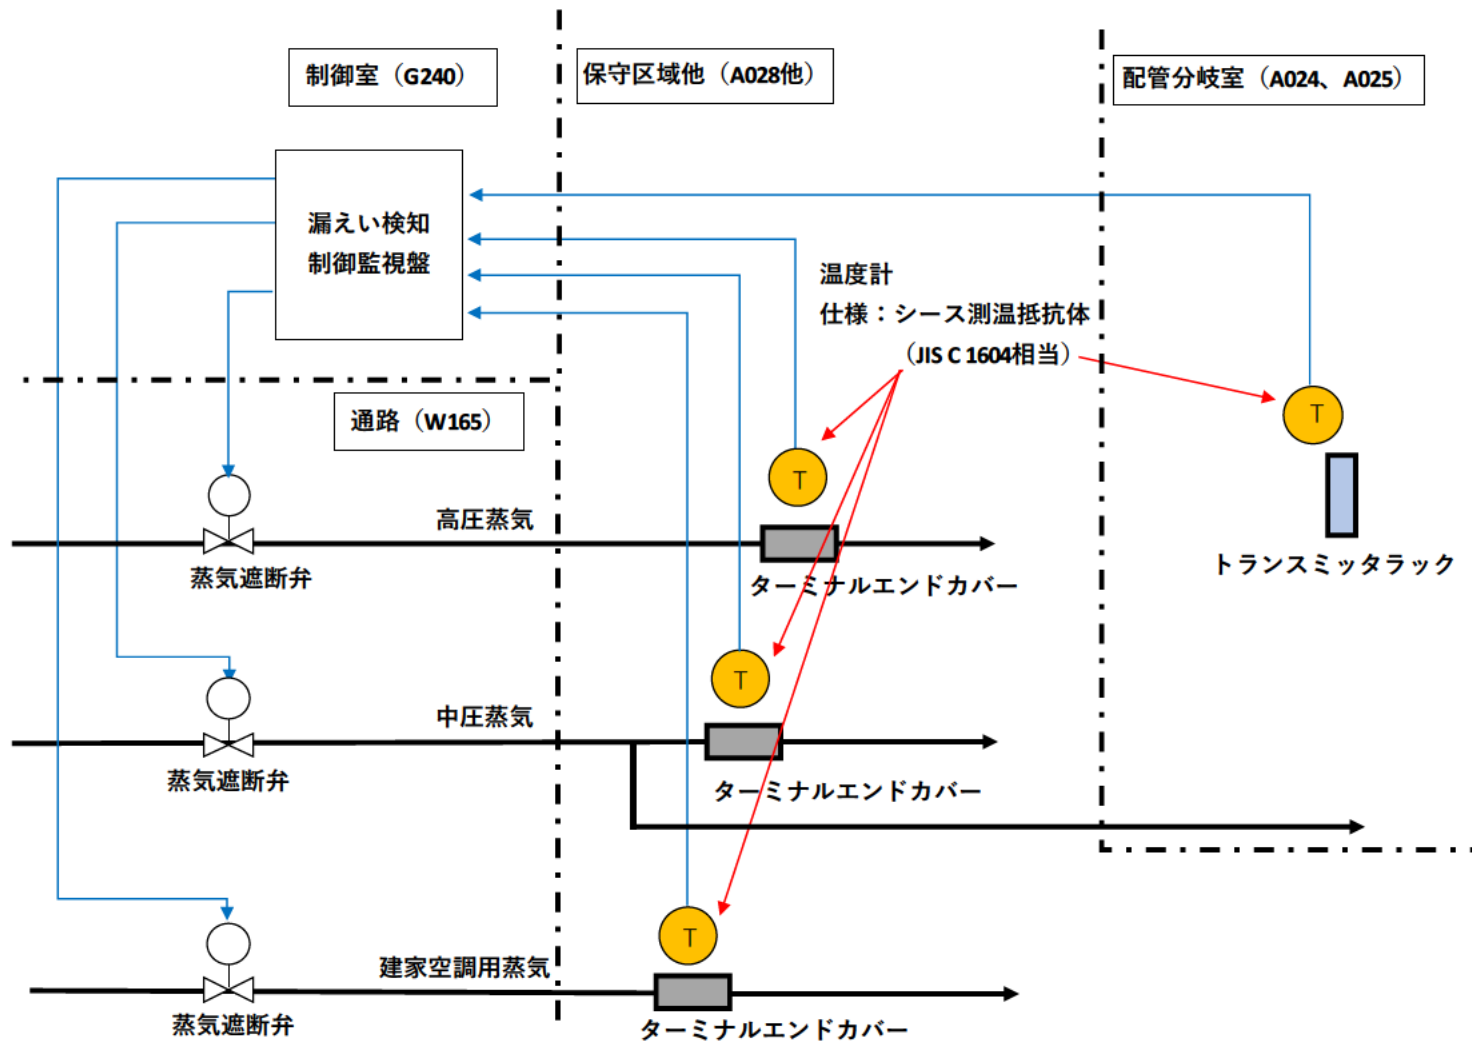 制御室（G240）
保守区域他（A028他）
配管分岐室（A024、A025）
漏えい検知
制御監視盤
温度計
仕様：シース測温抵抗体
（JIS C 1604相当）
通路（W165）
T
T
高圧蒸気
蒸気遮断弁
ターミナルエンドカバー
トランスミッタラック
T
中圧蒸気
蒸気遮断弁
ターミナルエンドカバー
T
建家空調用蒸気
蒸気遮断弁
ターミナルエンドカバー